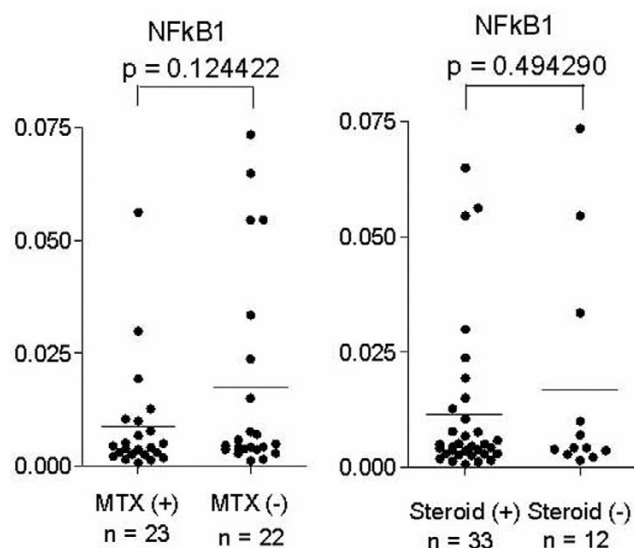 NFkB1
p = 0.124422
0.075
0.050
0.025
0.000
MTX (+) MTX (-)
n = 23 n = 22
NFkB1
p = 0.494290
0.075
0.050
0.025
0.000
Steroid (+) Steroid (-)
n = 33 n = 12